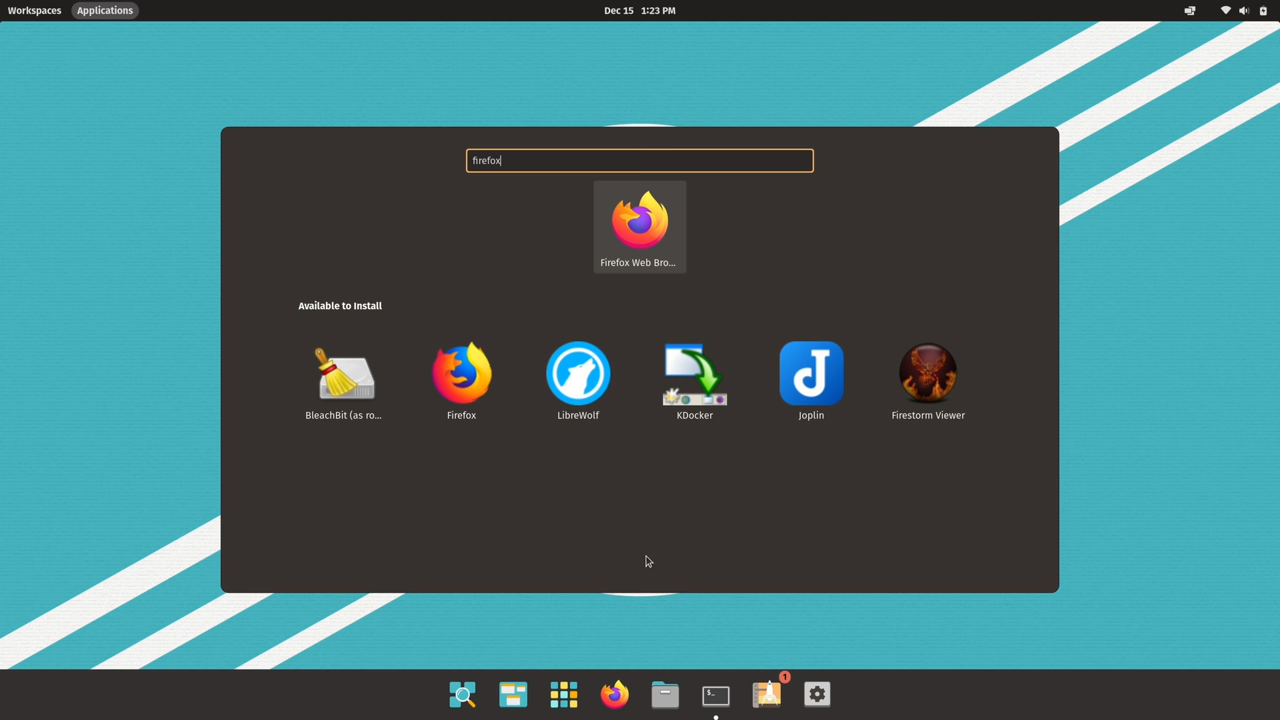 Workspaces Applications Dec 15 1:23 PM
firefox
Firefox Web Bro...
Available to Install
BleachBit (as ro... Firefox LibreWolf KDocker Joplin Firestorm Viewer
$_ 1